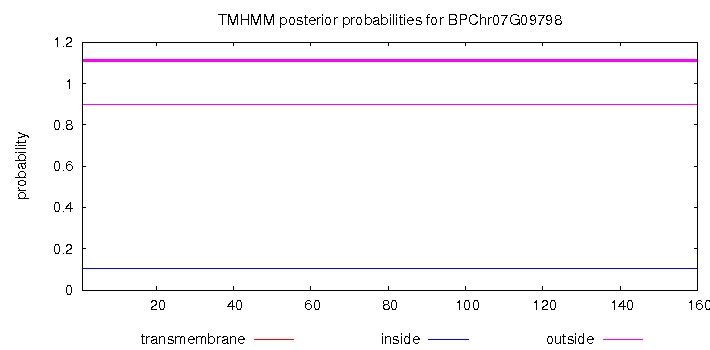 TMHMM posterior probabilities for BPChr07G09798
1.2
1
0.8
0.6
0.4
0.2
0
probability
20 40 60 80 100 120 140 160
transmembrane inside outside